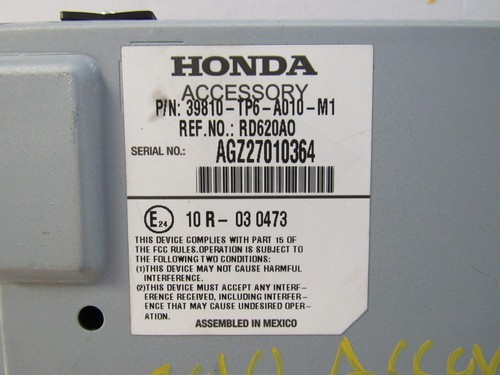 HONDA
ACCESSORY
P/N: 39810-TP6-A010-M1
REF.NO.: RD620A0
SERIAL NO.: AGZ27010364
E24 10 R-03 0473
THIS DEVICE COMPLIES WITH PART 15 OF
THE FCC RULES.OPERATION IS SUBJECT TO
THE FOLLOWING TWO CONDITIONS:
(1)THIS DEVICE MAY NOT CAUSE HARMFUL
INTERFERENCE.
(2)THIS DEVICE MUST ACCEPT ANY INTERF-
ERENCE RECEIVED, INCLUDING INTERFER-
ENCE THAT MAY CAUSE UNDESIRED OPER-
ATION.
ASSEMBLED IN MEXICO